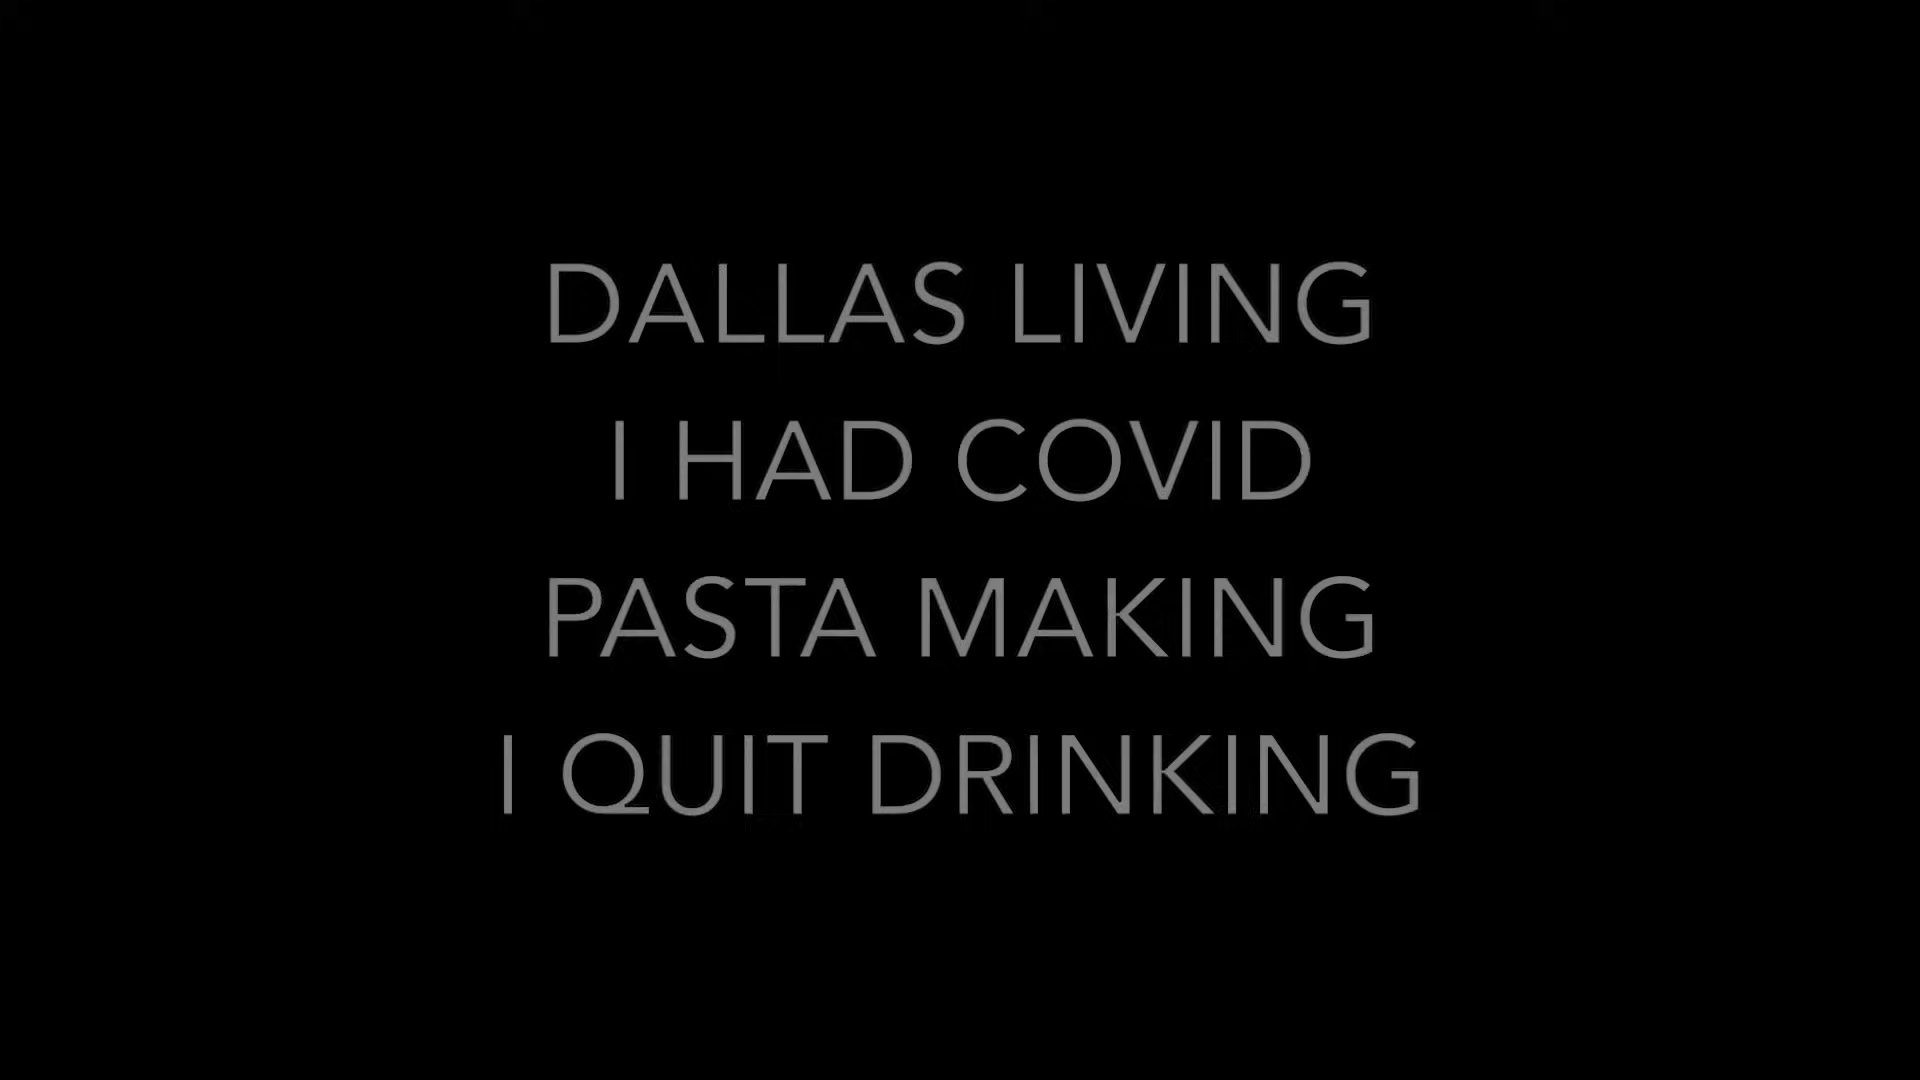 DALLAS LIVING
I HAD COVID
PASTA MAKING
I QUIT DRINKING